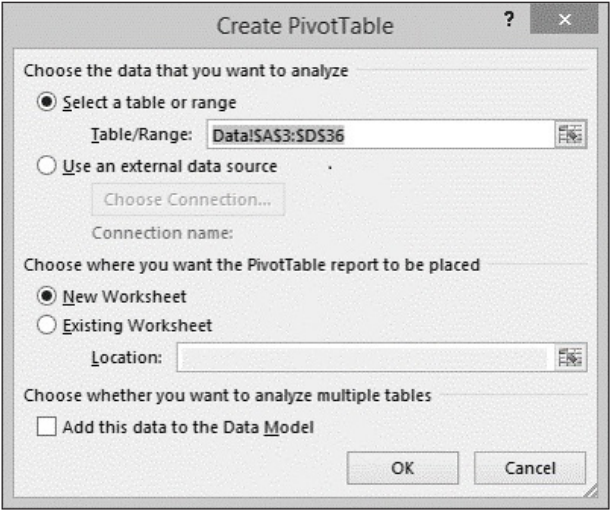 Create PivotTable
? ×
Choose the data that you want to analyze
Select a table or range
Table/Range: Data!$A$3:$D$36
Use an external data source
Choose Connection...
Connection name:
Choose where you want the PivotTable report to be placed
New Worksheet
Existing Worksheet
Location:
Choose whether you want to analyze multiple tables
Add this data to the Data Model
OK Cancel